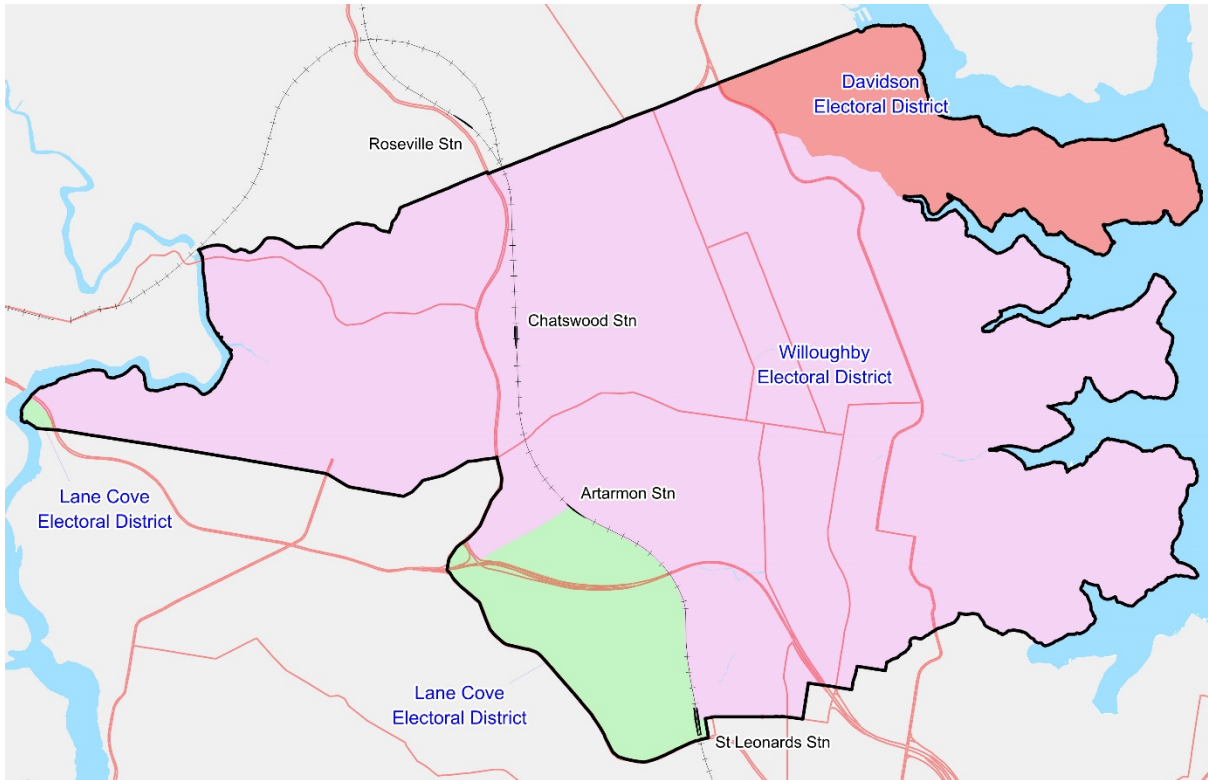 Davidson
Electoral District
Roseville Stn
Chatswood Stn
Willoughby
Electoral District
Artarmon Stn
Lane Cove
Electoral District
Lane Cove
Electoral District
St Leonards Stn